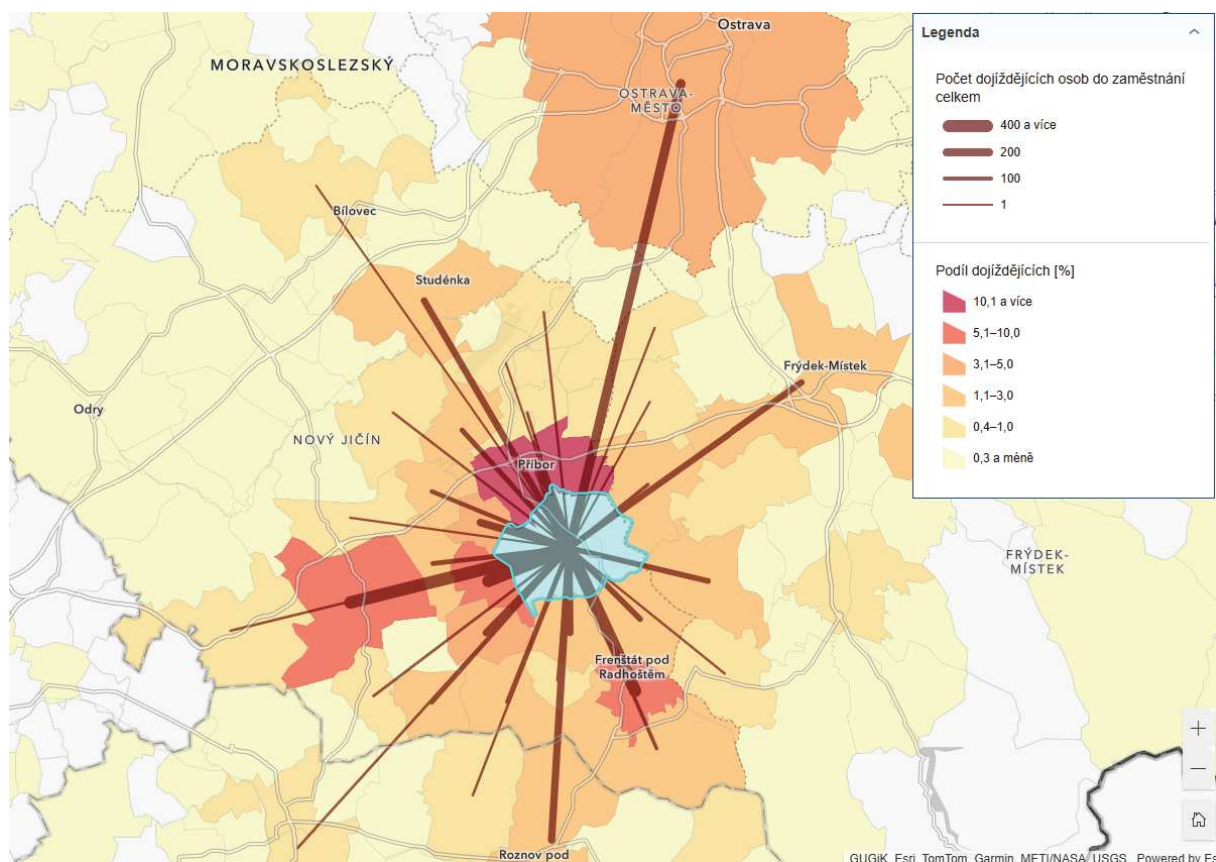 Ostrava
MORAVSKOSLEZSKÝ
OSTRAVA-
MĚSTO
Bílovec
Studénka
Frýdek-Místek
Odry
NOVÝ JIČÍN
Příbor
FRÝDEK-
MÍSTEK
Frenštát pod
Radhoštěm
Roznov pod
Legenda
Počet dojíždějících osob do zaměstnání
celkem
400 a více
200
100
1
Podíl dojíždějících [%]
10,1 a více
5,1–10,0
3,1–5,0
1,1–3,0
0,4–1,0
0,3 a méně
+
−
GUGiK, Esri, TomTom, Garmin, METI/NASA, USGS Powered by E